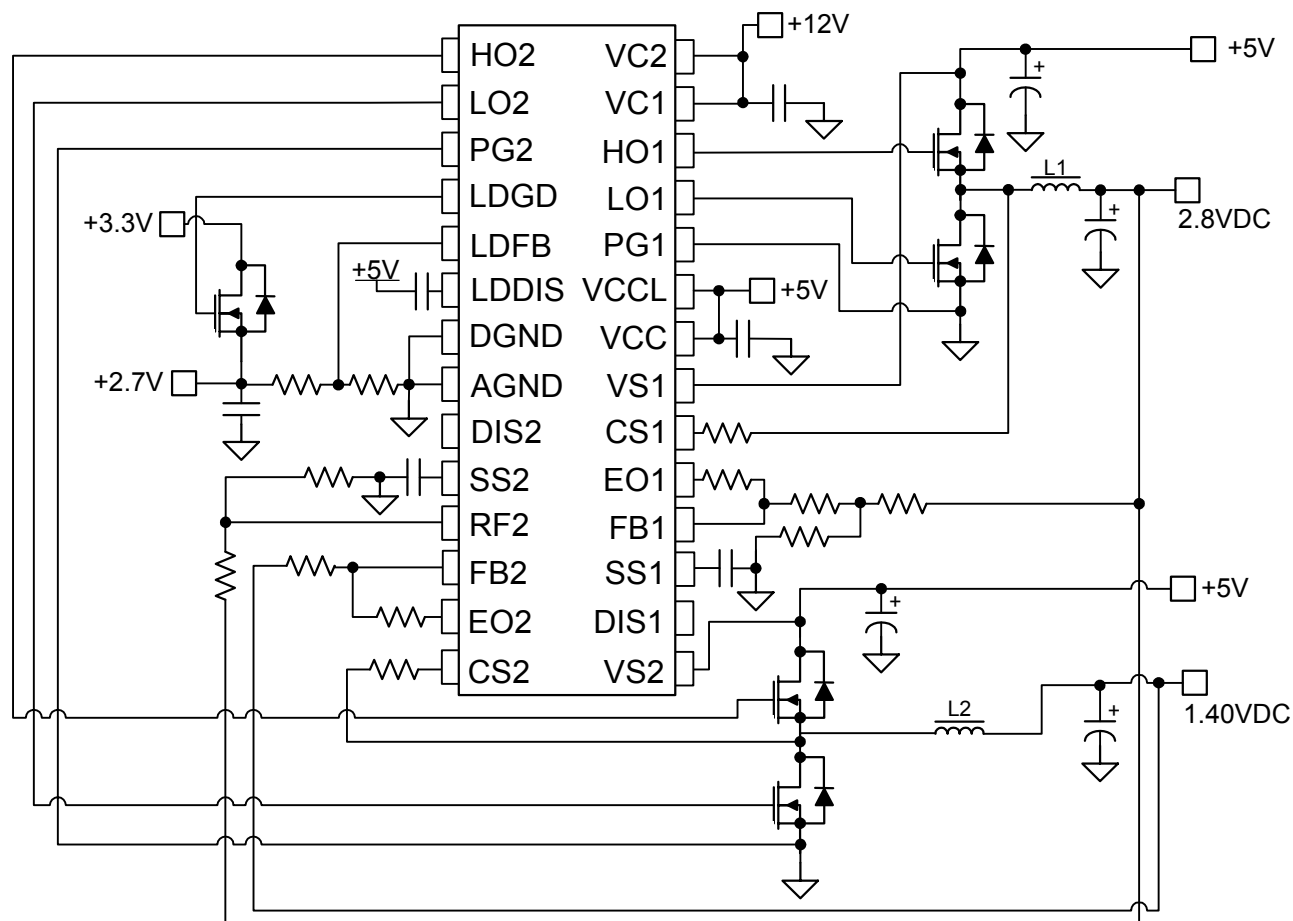 +12V
HO2 VC2
+5V
LO2 VC1
PG2 HO1
L1
LDGD LO1
+3.3V
2.8VDC
LDFB PG1
+5V
LDDIS VCCL
+5V
DGND VCC
+2.7V
AGND VS1
DIS2 CS1
SS2 EO1
RF2 FB1
FB2 SS1
+5V
EO2 DIS1
CS2 VS2
L2
1.40VDC
+
+
+
+